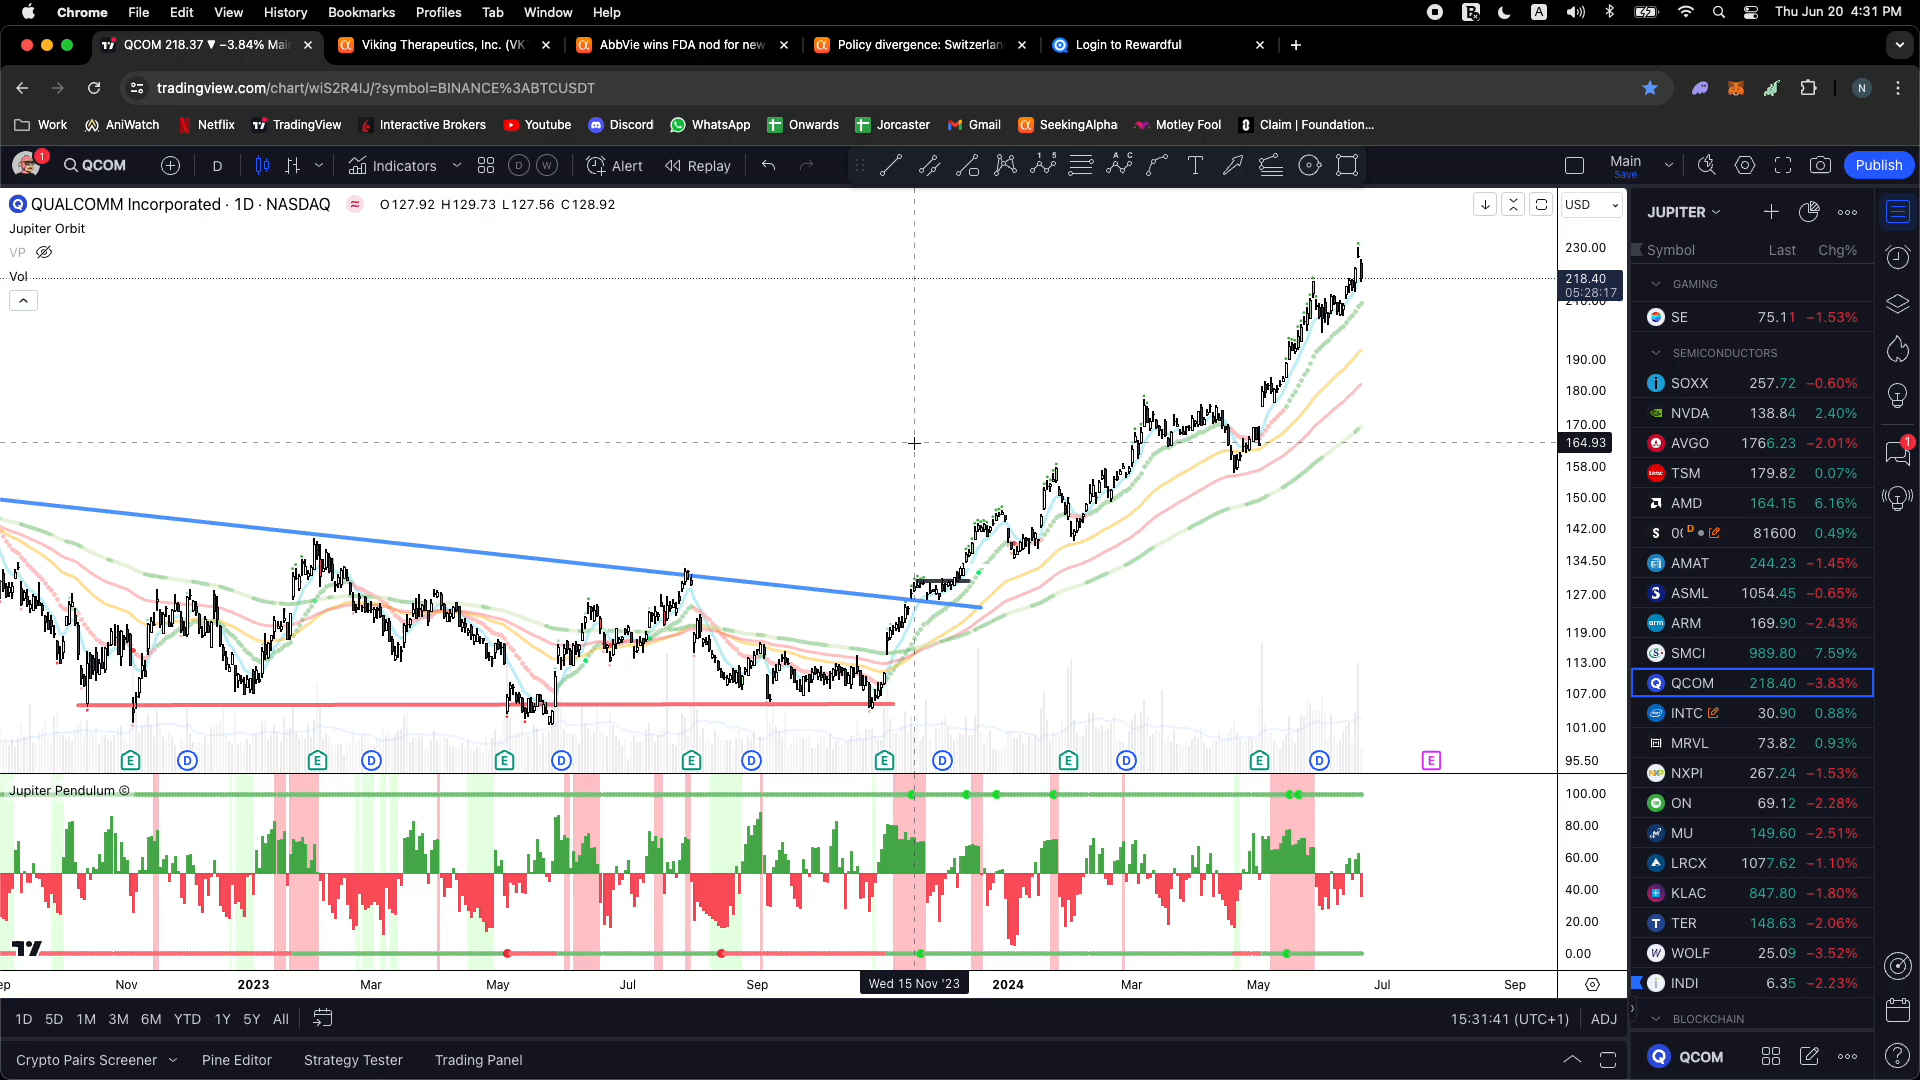 Chrome File Edit View History Bookmarks Profiles Tab Window Help
A
Thu Jun 20 4:31 PM
QCOM 218.37 ▼ −3.84% Mai
Viking Therapeutics, Inc. (VK
AbbVie wins FDA nod for new
Policy divergence: Switzerlan
Login to Rewardful
tradingview.com/chart/wiS2R4lJ/?symbol=BINANCE%3ABTCUSDT
N
Work AniWatch Netflix TradingView Interactive Brokers Youtube Discord WhatsApp Onwards Jorcaster Gmail SeekingAlpha Motley Fool Claim | Foundation...
1
QCOM D Indicators D W Alert Replay
T
Main
Save
Publish
QUALCOMM Incorporated · 1D · NASDAQ O127.92 H129.73 L127.56 C128.92
Jupiter Orbit
VP
Vol
USD
230.00
218.40
05:28:17
210.00
190.00
180.00
170.00
164.93
158.00
150.00
142.00
134.50
127.00
119.00
113.00
107.00
101.00
95.50
E D E D E D E D E D E D E D E
Jupiter Pendulum
100.00
80.00
60.00
40.00
20.00
0.00
ep Nov 2023 Mar May Jul Sep Wed 15 Nov '23 2024 Mar May Jul Sep
1D 5D 1M 3M 6M YTD 1Y 5Y All
15:31:41 (UTC+1) ADJ
Crypto Pairs Screener Pine Editor Strategy Tester Trading Panel
JUPITER
Symbol Last Chg%
GAMING
SE 75.11 −1.53%
SEMICONDUCTORS
SOXX 257.72 −0.60%
NVDA 138.84 2.40%
AVGO 1766.23 −2.01%
TSM 179.82 0.07%
AMD 164.15 6.16%
S 0( D 81600 0.49%
AMAT 244.23 −1.45%
ASML 1054.45 −0.65%
arm ARM 169.90 −2.43%
SMCI 989.80 7.59%
QCOM 218.40 −3.83%
INTC 30.90 0.88%
MRVL 73.82 0.93%
NXPI 267.24 −1.53%
ON 69.12 −2.28%
MU 149.60 −2.51%
LRCX 1077.62 −1.10%
KLAC 847.80 −1.80%
TER 148.63 −2.06%
WOLF 25.09 −3.52%
INDI 6.35 −2.23%
BLOCKCHAIN
QCOM
1